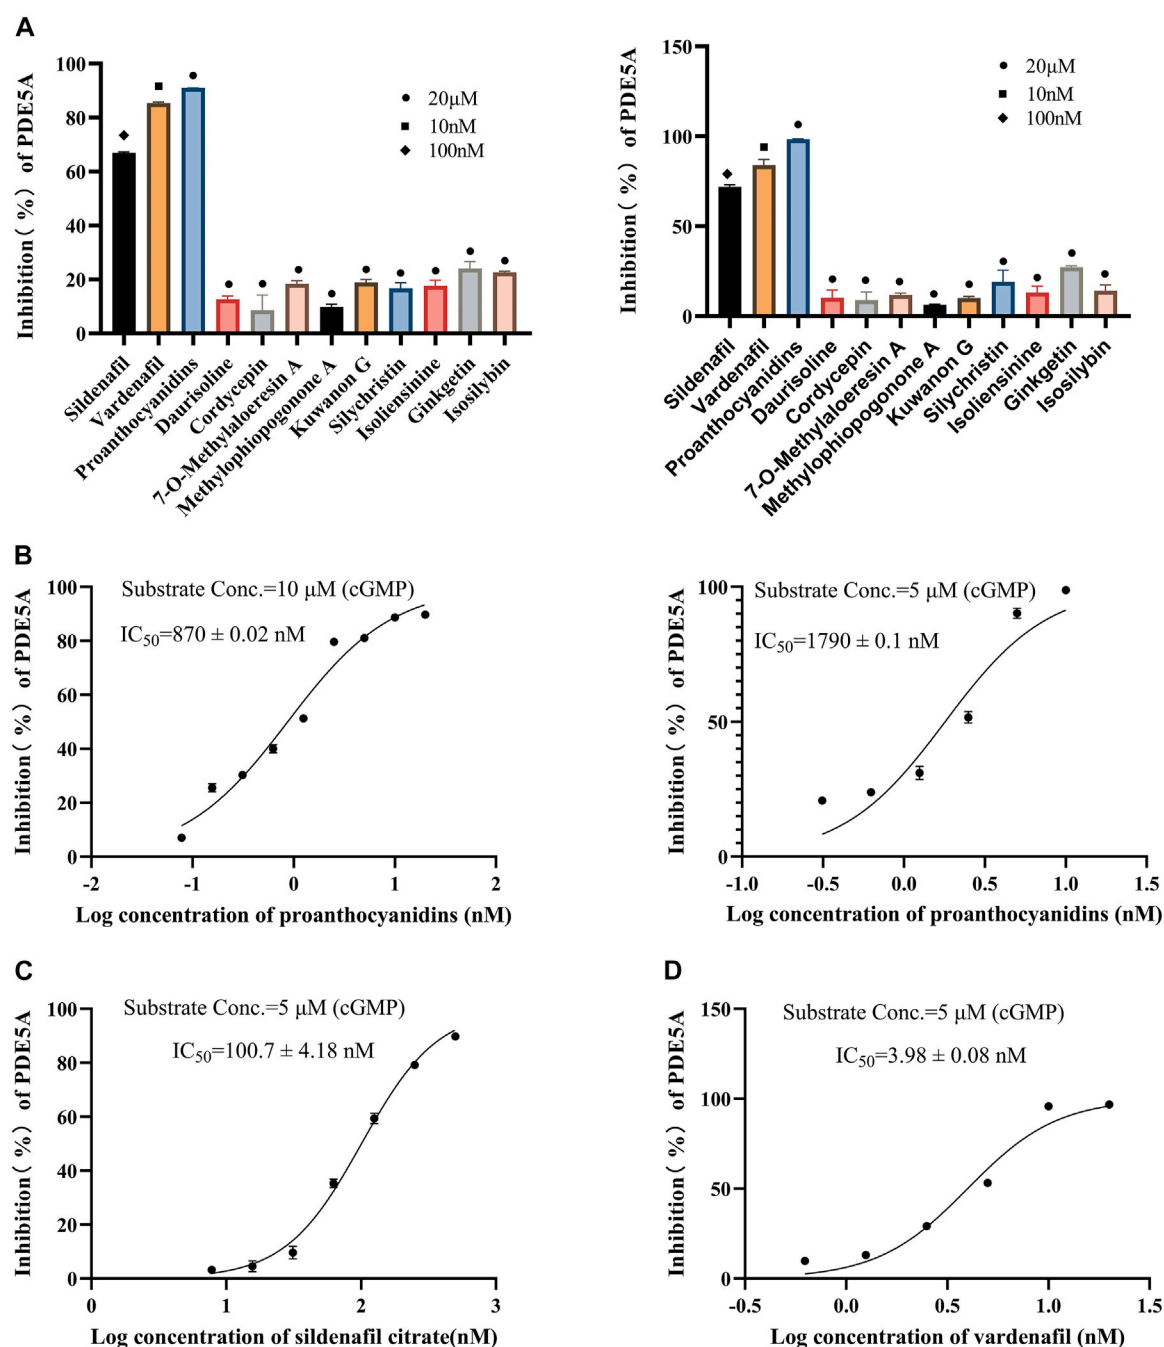 A
Inhibition( %) of PDE5A
100
80
60
40
20
0
20μM
10nM
100nM
Sildenafil
Vardenafil
Proanthocyanidins
Daurisoline
Cordycepin
7-O-Methylaloeresin A
Methylophiopogonone A
Kuwanon G
Silychristin
Isoliensinine
Ginkgetin
Isosilybin
Inhibition( %) of PDE5A
150
100
50
0
20μM
10nM
100nM
Sildenafil
Vardenafil
Proanthocyanidins
Daurisoline
Cordycepin
7-O-Methylaloeresin A
Methylophiopogonone A
Kuwanon G
Silychristin
Isoliensinine
Ginkgetin
Isosilybin
B
Inhibition( %) of PDE5A
100
80
60
40
20
0
Substrate Conc.=10 μM (cGMP)
IC50=870 ± 0.02 nM
-2 -1 0 1 2
Log concentration of proanthocyanidins (nM)
Inhibition( %) of PDE5A
100
50
0
Substrate Conc.=5 μM (cGMP)
IC50=1790 ± 0.1 nM
-1.0 -0.5 0.0 0.5 1.0 1.5
Log concentration of proanthocyanidins (nM)
C
Inhibition( %) of PDE5A
100
80
60
40
20
0
Substrate Conc.=5 μM (cGMP)
IC50=100.7 ± 4.18 nM
0 1 2 3
Log concentration of sildenafil citrate(nM)
D
Inhibition( %) of PDE5A
150
100
50
0
Substrate Conc.=5 μM (cGMP)
IC50=3.98 ± 0.08 nM
-0.5 0.0 0.5 1.0 1.5
Log concentration of vardenafil (nM)